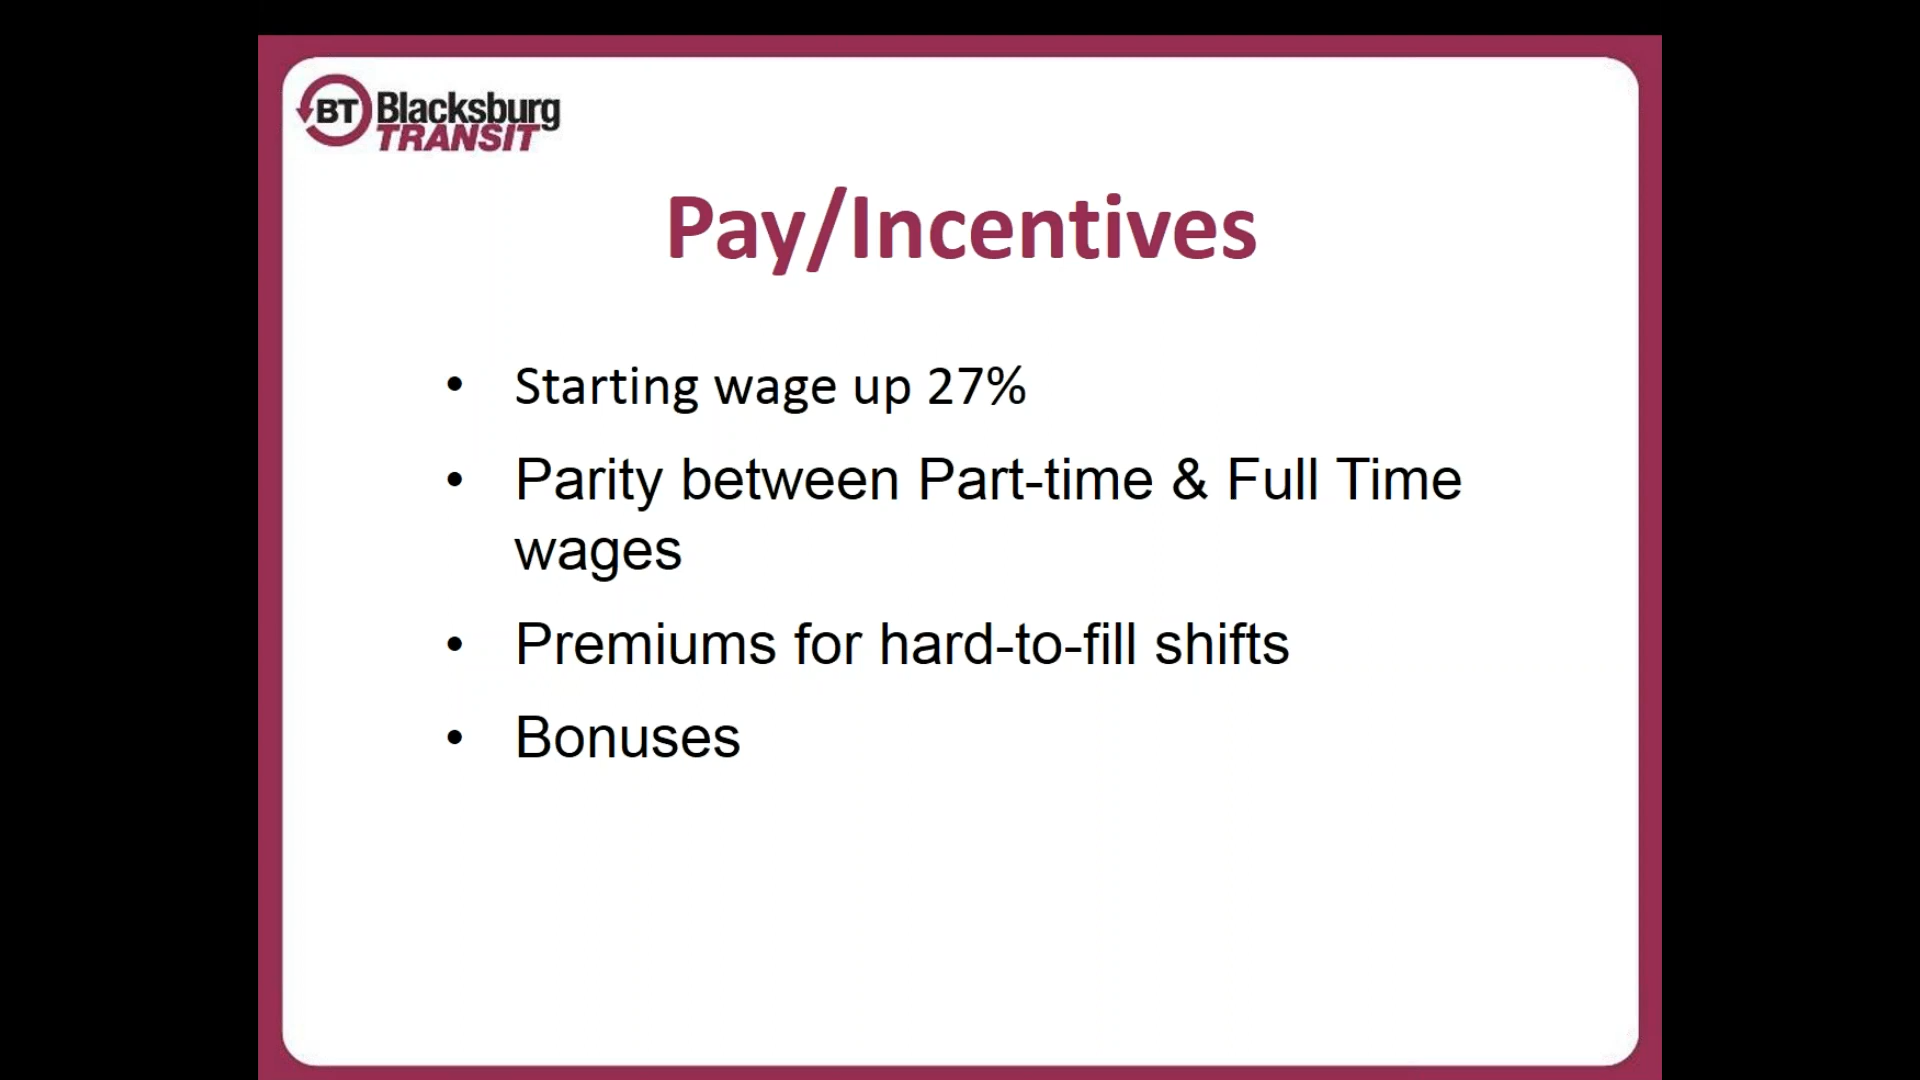 BT Blacksburg
TRANSIT
Pay/Incentives
• Starting wage up 27%
• Parity between Part-time & Full Time
wages
• Premiums for hard-to-fill shifts
• Bonuses